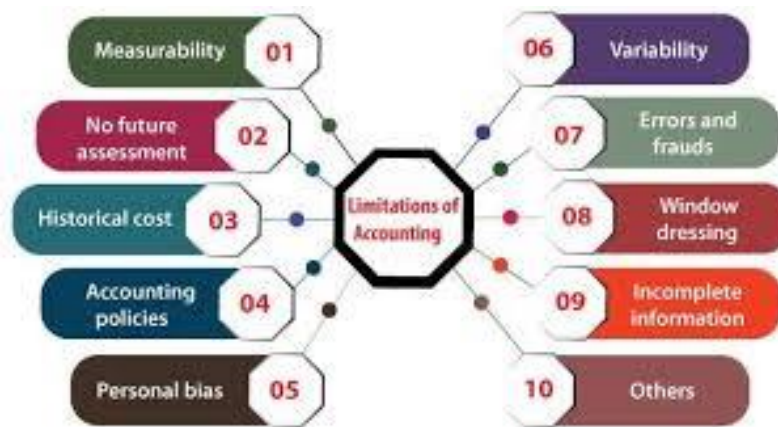 Measurability
01
No future
assessment
02
Historical cost
03
Accounting
policies
04
Personal bias
05
Limitations of
Accounting
06
Variability
07
Errors and
frauds
08
Window
dressing
09
Incomplete
information
10
Others